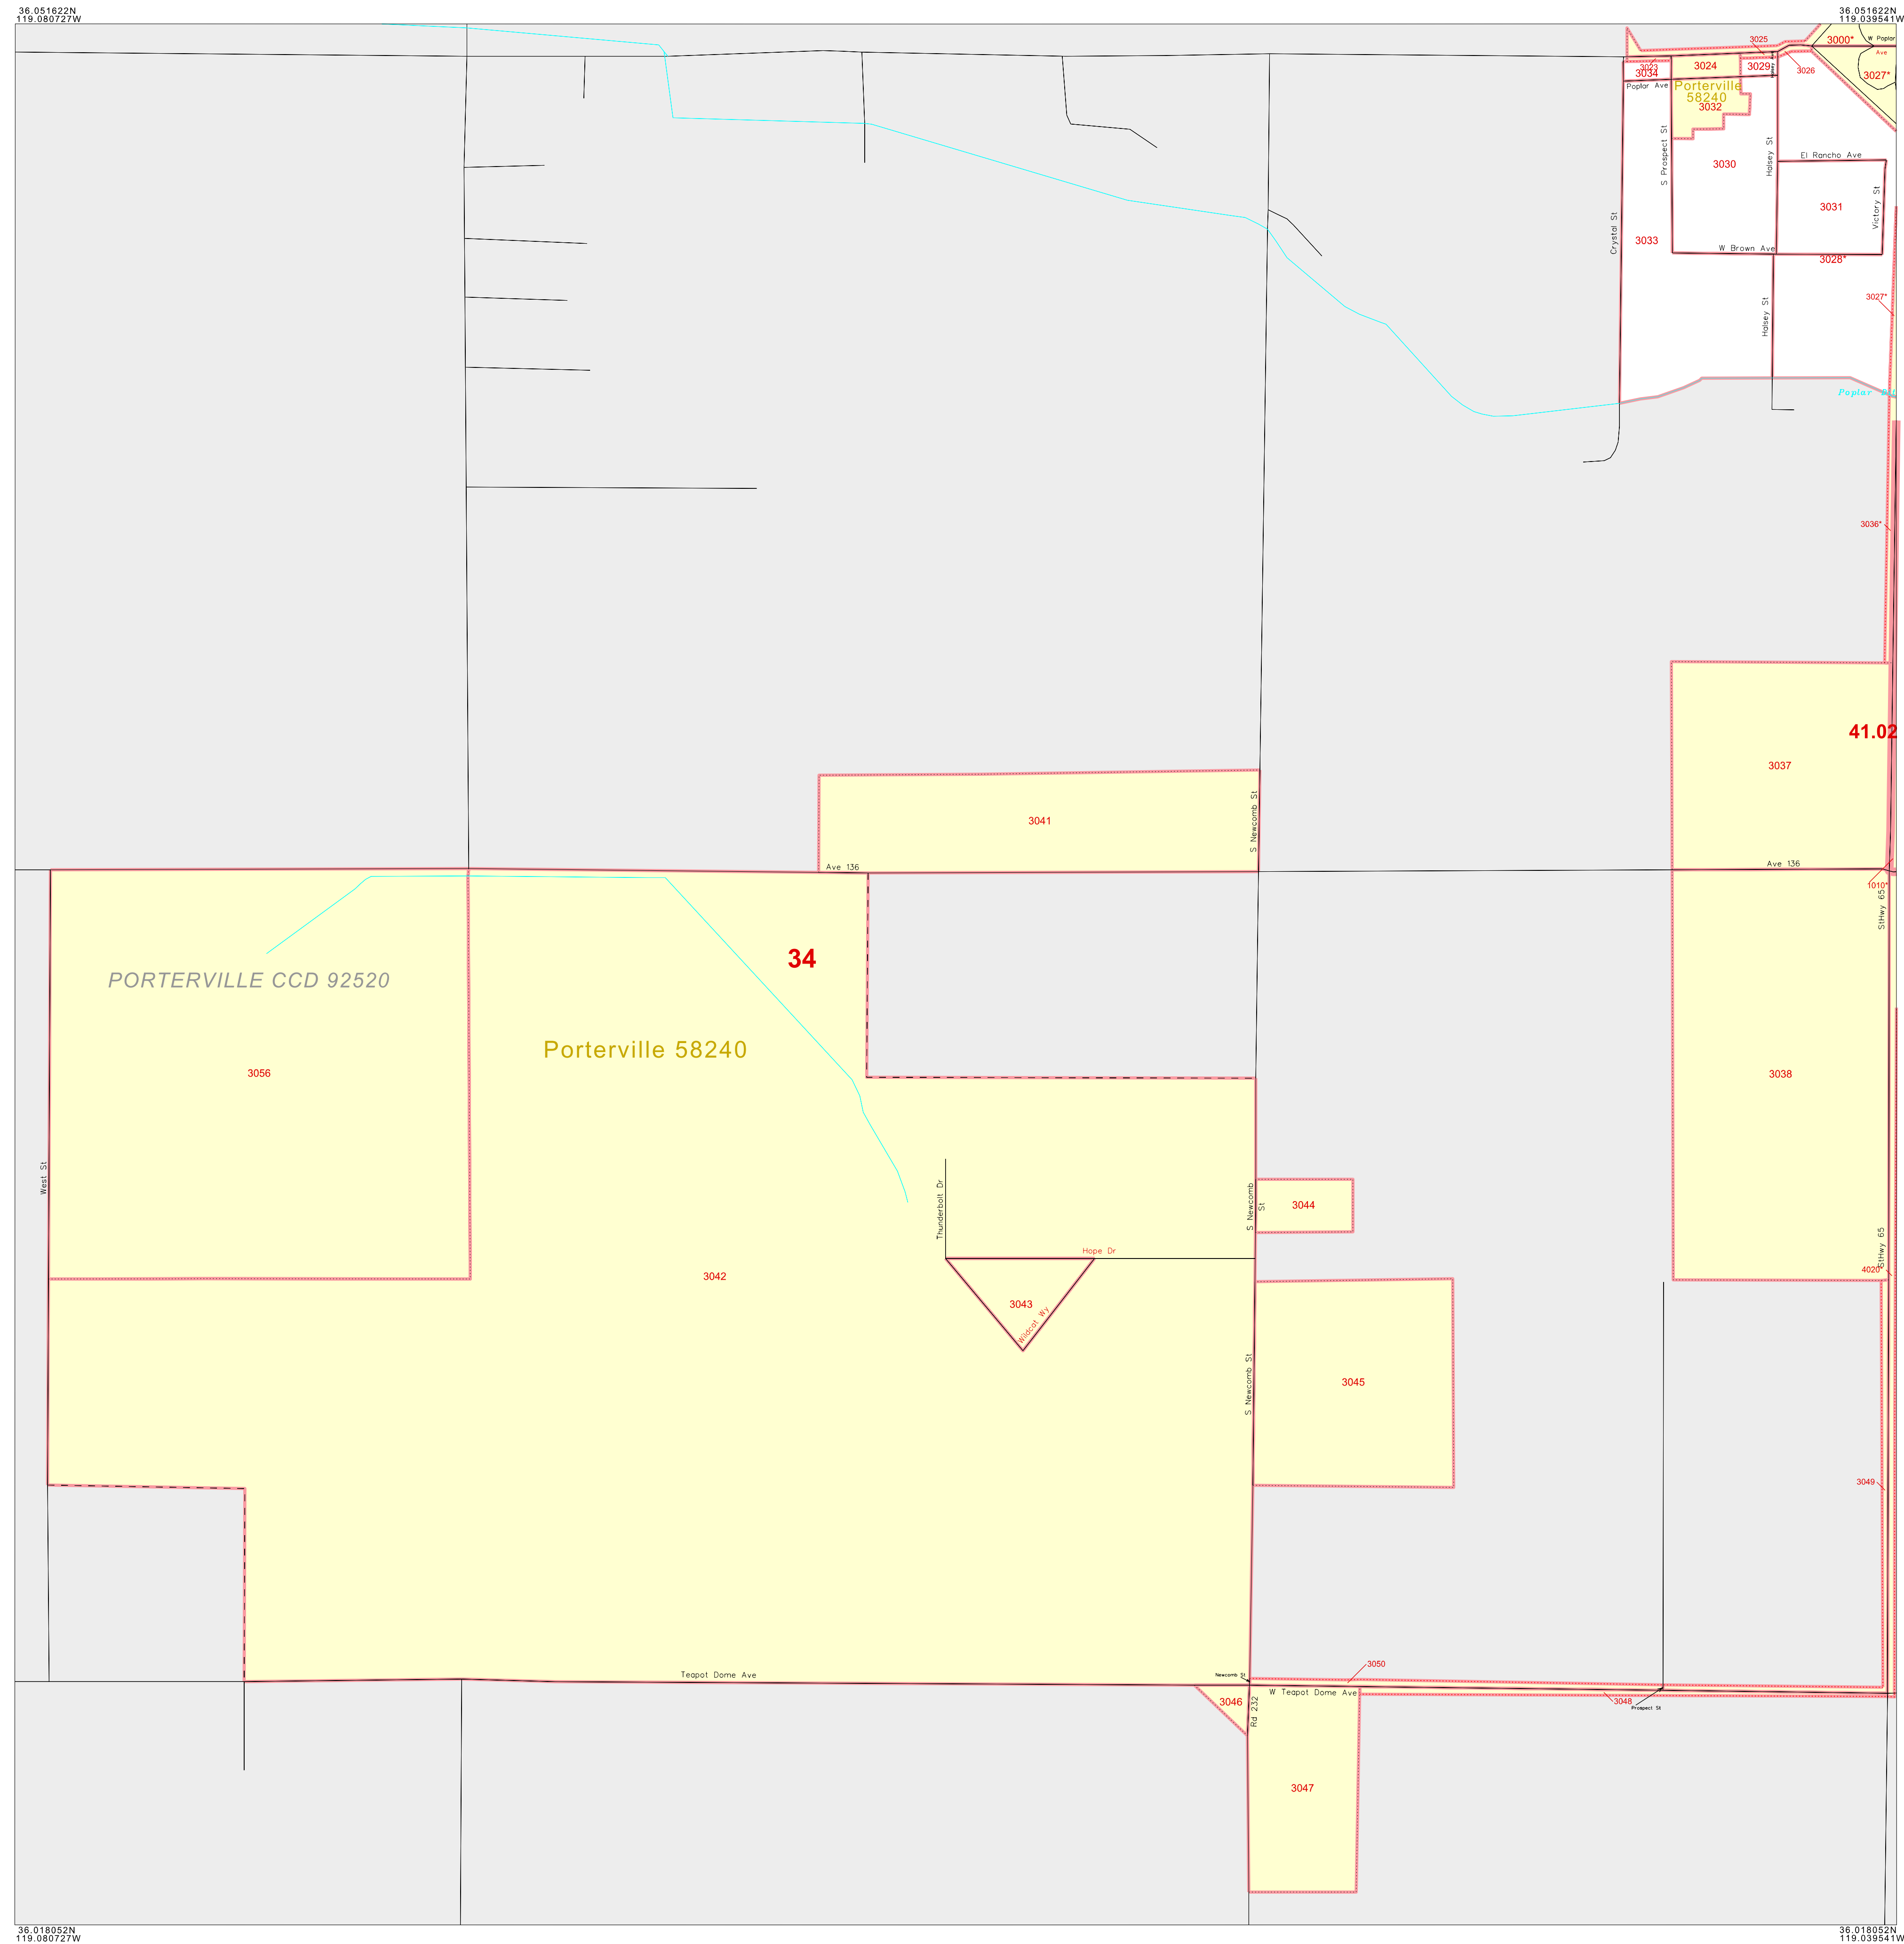 36.051622N
119.080727W
36.051622N
119.039541W
3025
3000*
W Poplar
Ave
3023
3024
3029
3026
3027*
3034
Poplar Ave
Porterville
58240
3032
S Prospect St
Halsey St
3030
El Rancho Ave
3031
Victory St
Crystal St
3033
W Brown Ave
3028*
3027*
Halsey St
Poplar
3036*
41.02
3037
3041
S Newcomb St
Ave 136
Ave 136
1010*
StHwy 65
34
PORTERVILLE CCD 92520
Porterville 58240
3056
3038
West St
Thunderbolt Dr
S Newcomb
St
3044
StHwy 65
Hope Dr
3042
4020*
3043
Wildcat Wy
S Newcomb St
3045
3049
Teapot Dome Ave
Newcomb St
3050
W Teapot Dome Ave
3046
Rd 232
3048
Prospect St
3047
36.018052N
119.080727W
36.018052N
119.039541W